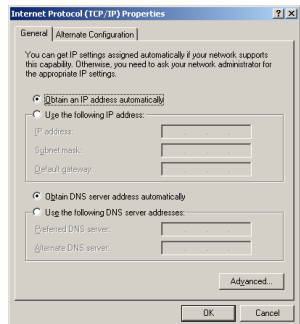 Internet Protocol (TCP/IP) Properties
General
Alternate Configuration
You can get IP settings assigned automatically if your network supports
this capability. Otherwise, you need to ask your network administrator for
the appropriate IP settings.
Obtain an IP address automatically
Use the following IP address:
IP address:
Subnet mask:
Default gateway:
Obtain DNS server address automatically
Use the following DNS server addresses:
Preferred DNS server:
Alternate DNS server:
Advanced...
OK
Cancel